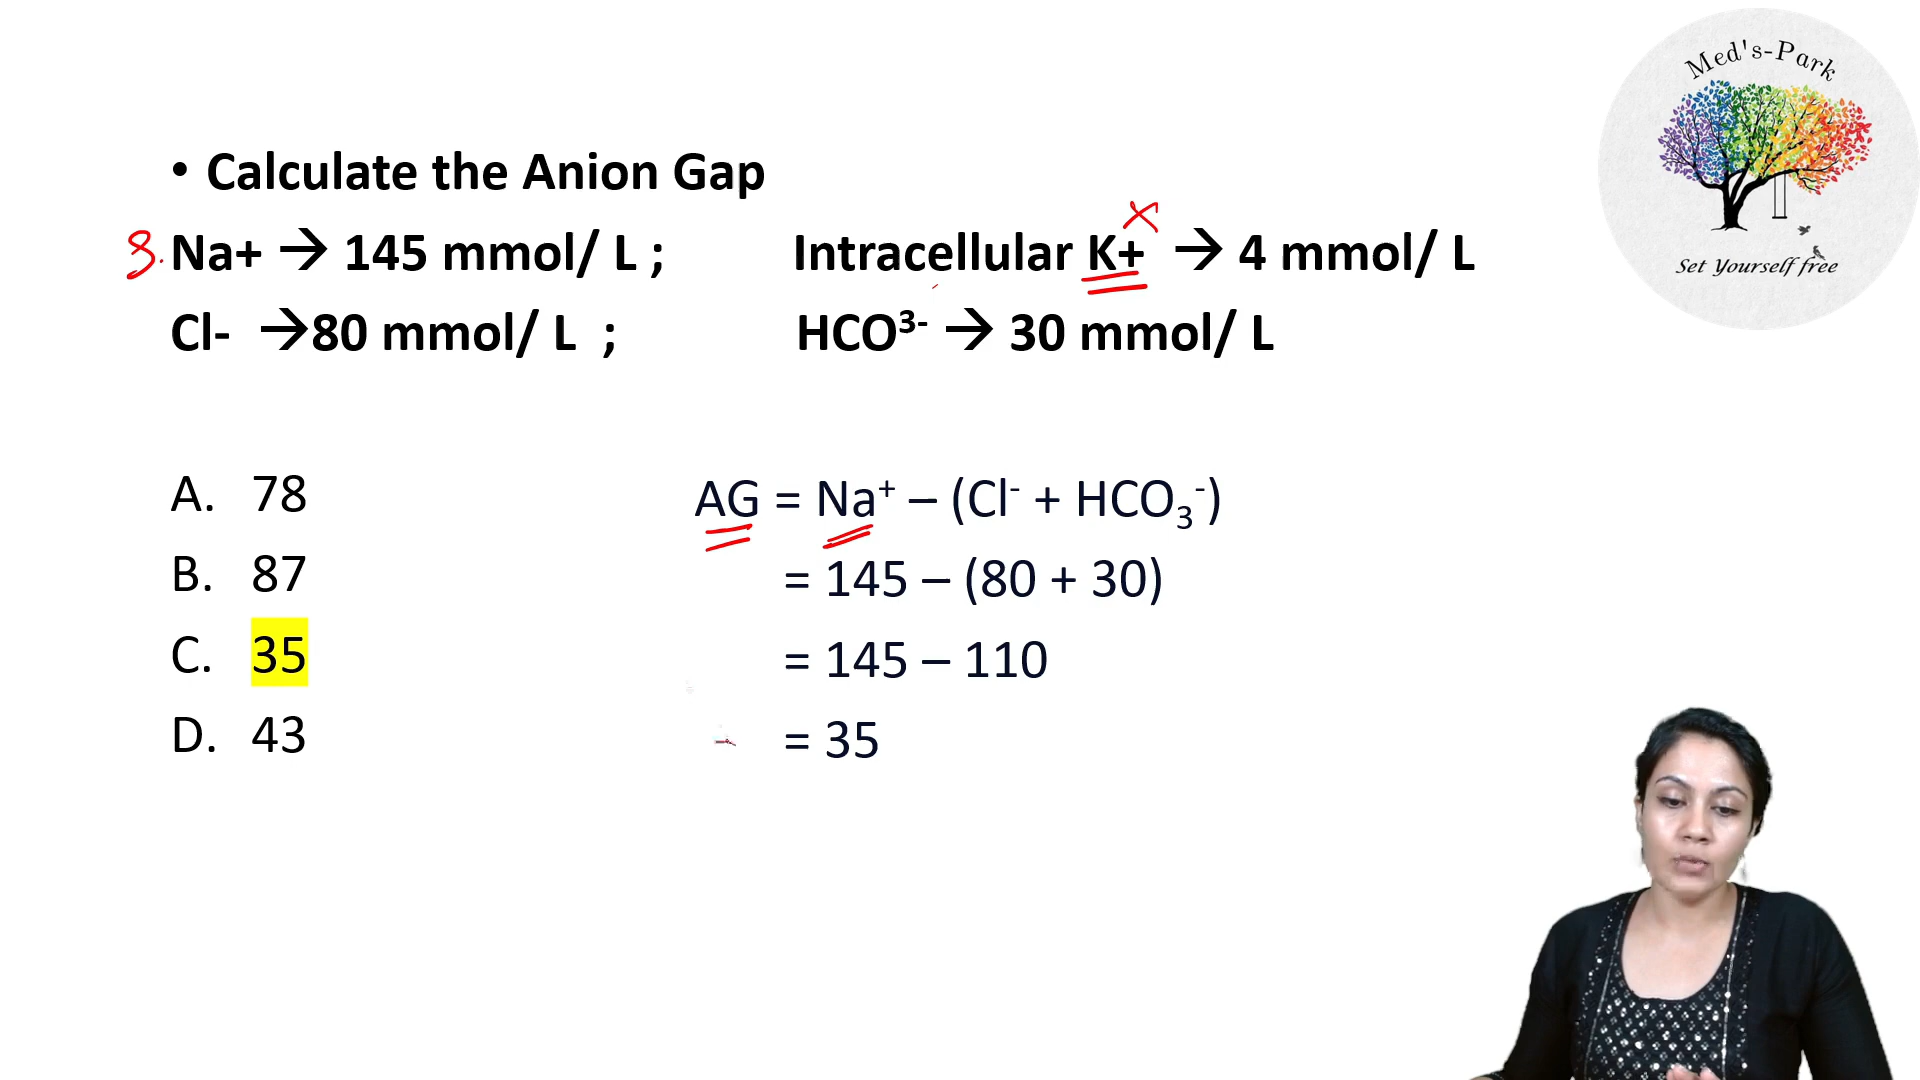 Med's-Park
Set Yourself free
• Calculate the Anion Gap
3. Na+ → 145 mmol/ L ; Intracellular K+ → 4 mmol/ L
Cl- →80 mmol/ L ; HCO³⁻ → 30 mmol/ L
A. 78
B. 87
C. 35
D. 43
AG = Na⁺ – (Cl⁻ + HCO₃⁻)
= 145 – (80 + 30)
= 145 – 110
= 35